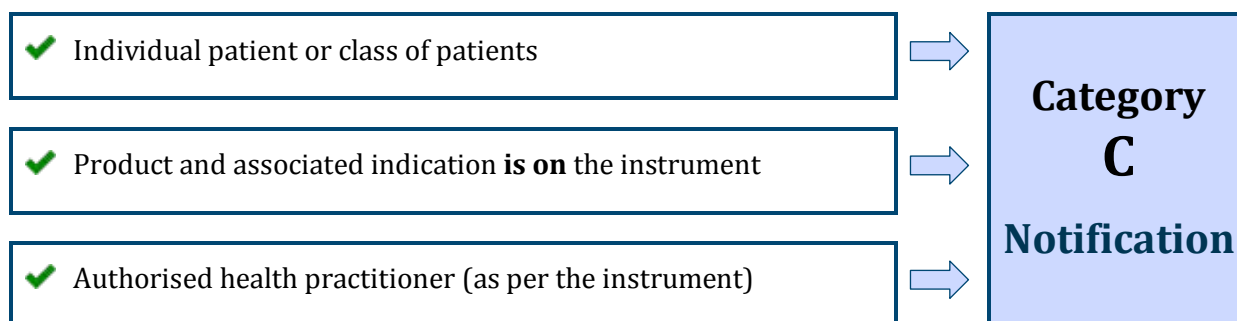 Individual patient or class of patients
Product and associated indication is on the instrument
Authorised health practitioner (as per the instrument)
Category
C
Notification